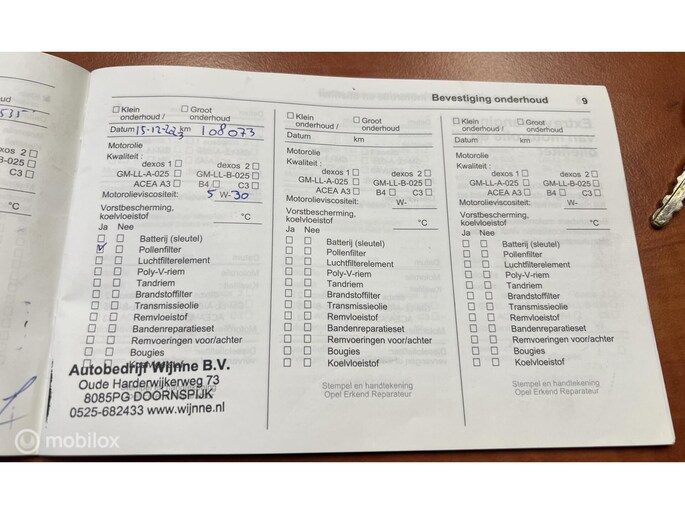 Bevestiging onderhoud 9
535
ud
xos 2 ☐
B-025 ☐
C3 ☐
°C
☐ Klein onderhoud / ☐ Groot onderhoud
Datum 15-12-2223 km 108073
Motorolie
Kwaliteit :
dexos 1 ☐ dexos 2 ☐
GM-LL-A-025 ☐ GM-LL-B-025 ☐
ACEA A3 ☐ B4 ☐ C3 ☐
Motorolieviscositeit: 5 W-30
Vorstbescherming,
koelvloeistof °C
Ja Nee
☐ ☐ Batterij (sleutel)
☑ ☐ Pollenfilter
☐ ☐ Luchtfilterelement
☐ ☐ Poly-V-riem
☐ ☐ Tandriem
☐ ☐ Brandstoffilter
☐ ☐ Transmissieolie
☐ ☐ Remvloeistof
☐ ☐ Bandenreparatieset
☐ ☐ Remvoeringen voor/achter
☐ ☐ Bougies
☐ ☐ Koelvloeistof
Autobedrijf Wijnne B.V.
Oude Harderwijkerweg 73
8085PG DOORNSPIJK
0525-682433 www.wijnne.nl
☐ Klein onderhoud / ☐ Groot onderhoud
Datum km
Motorolie
Kwaliteit :
dexos 1 ☐ dexos 2 ☐
GM-LL-A-025 ☐ GM-LL-B-025 ☐
ACEA A3 ☐ B4 ☐ C3 ☐
Motorolieviscositeit: W-
Vorstbescherming,
koelvloeistof °C
Ja Nee
☐ ☐ Batterij (sleutel)
☐ ☐ Pollenfilter
☐ ☐ Luchtfilterelement
☐ ☐ Poly-V-riem
☐ ☐ Tandriem
☐ ☐ Brandstoffilter
☐ ☐ Transmissieolie
☐ ☐ Remvloeistof
☐ ☐ Bandenreparatieset
☐ ☐ Remvoeringen voor/achter
☐ ☐ Bougies
☐ ☐ Koelvloeistof
Stempel en handtekening
Opel Erkend Reparateur
☐ Klein onderhoud / ☐ Groot onderhoud
Datum km
Motorolie
Kwaliteit :
dexos 1 ☐ dexos 2 ☐
GM-LL-A-025 ☐ GM-LL-B-025 ☐
ACEA A3 ☐ B4 ☐ C3 ☐
Motorolieviscositeit: W-
Vorstbescherming,
koelvloeistof °C
Ja Nee
☐ ☐ Batterij (sleutel)
☐ ☐ Pollenfilter
☐ ☐ Luchtfilterelement
☐ ☐ Poly-V-riem
☐ ☐ Tandriem
☐ ☐ Brandstoffilter
☐ ☐ Transmissieolie
☐ ☐ Remvloeistof
☐ ☐ Bandenreparatieset
☐ ☐ Remvoeringen voor/achter
☐ ☐ Bougies
☐ ☐ Koelvloeistof
Stempel en handtekening
Opel Erkend Reparateur
mobilox